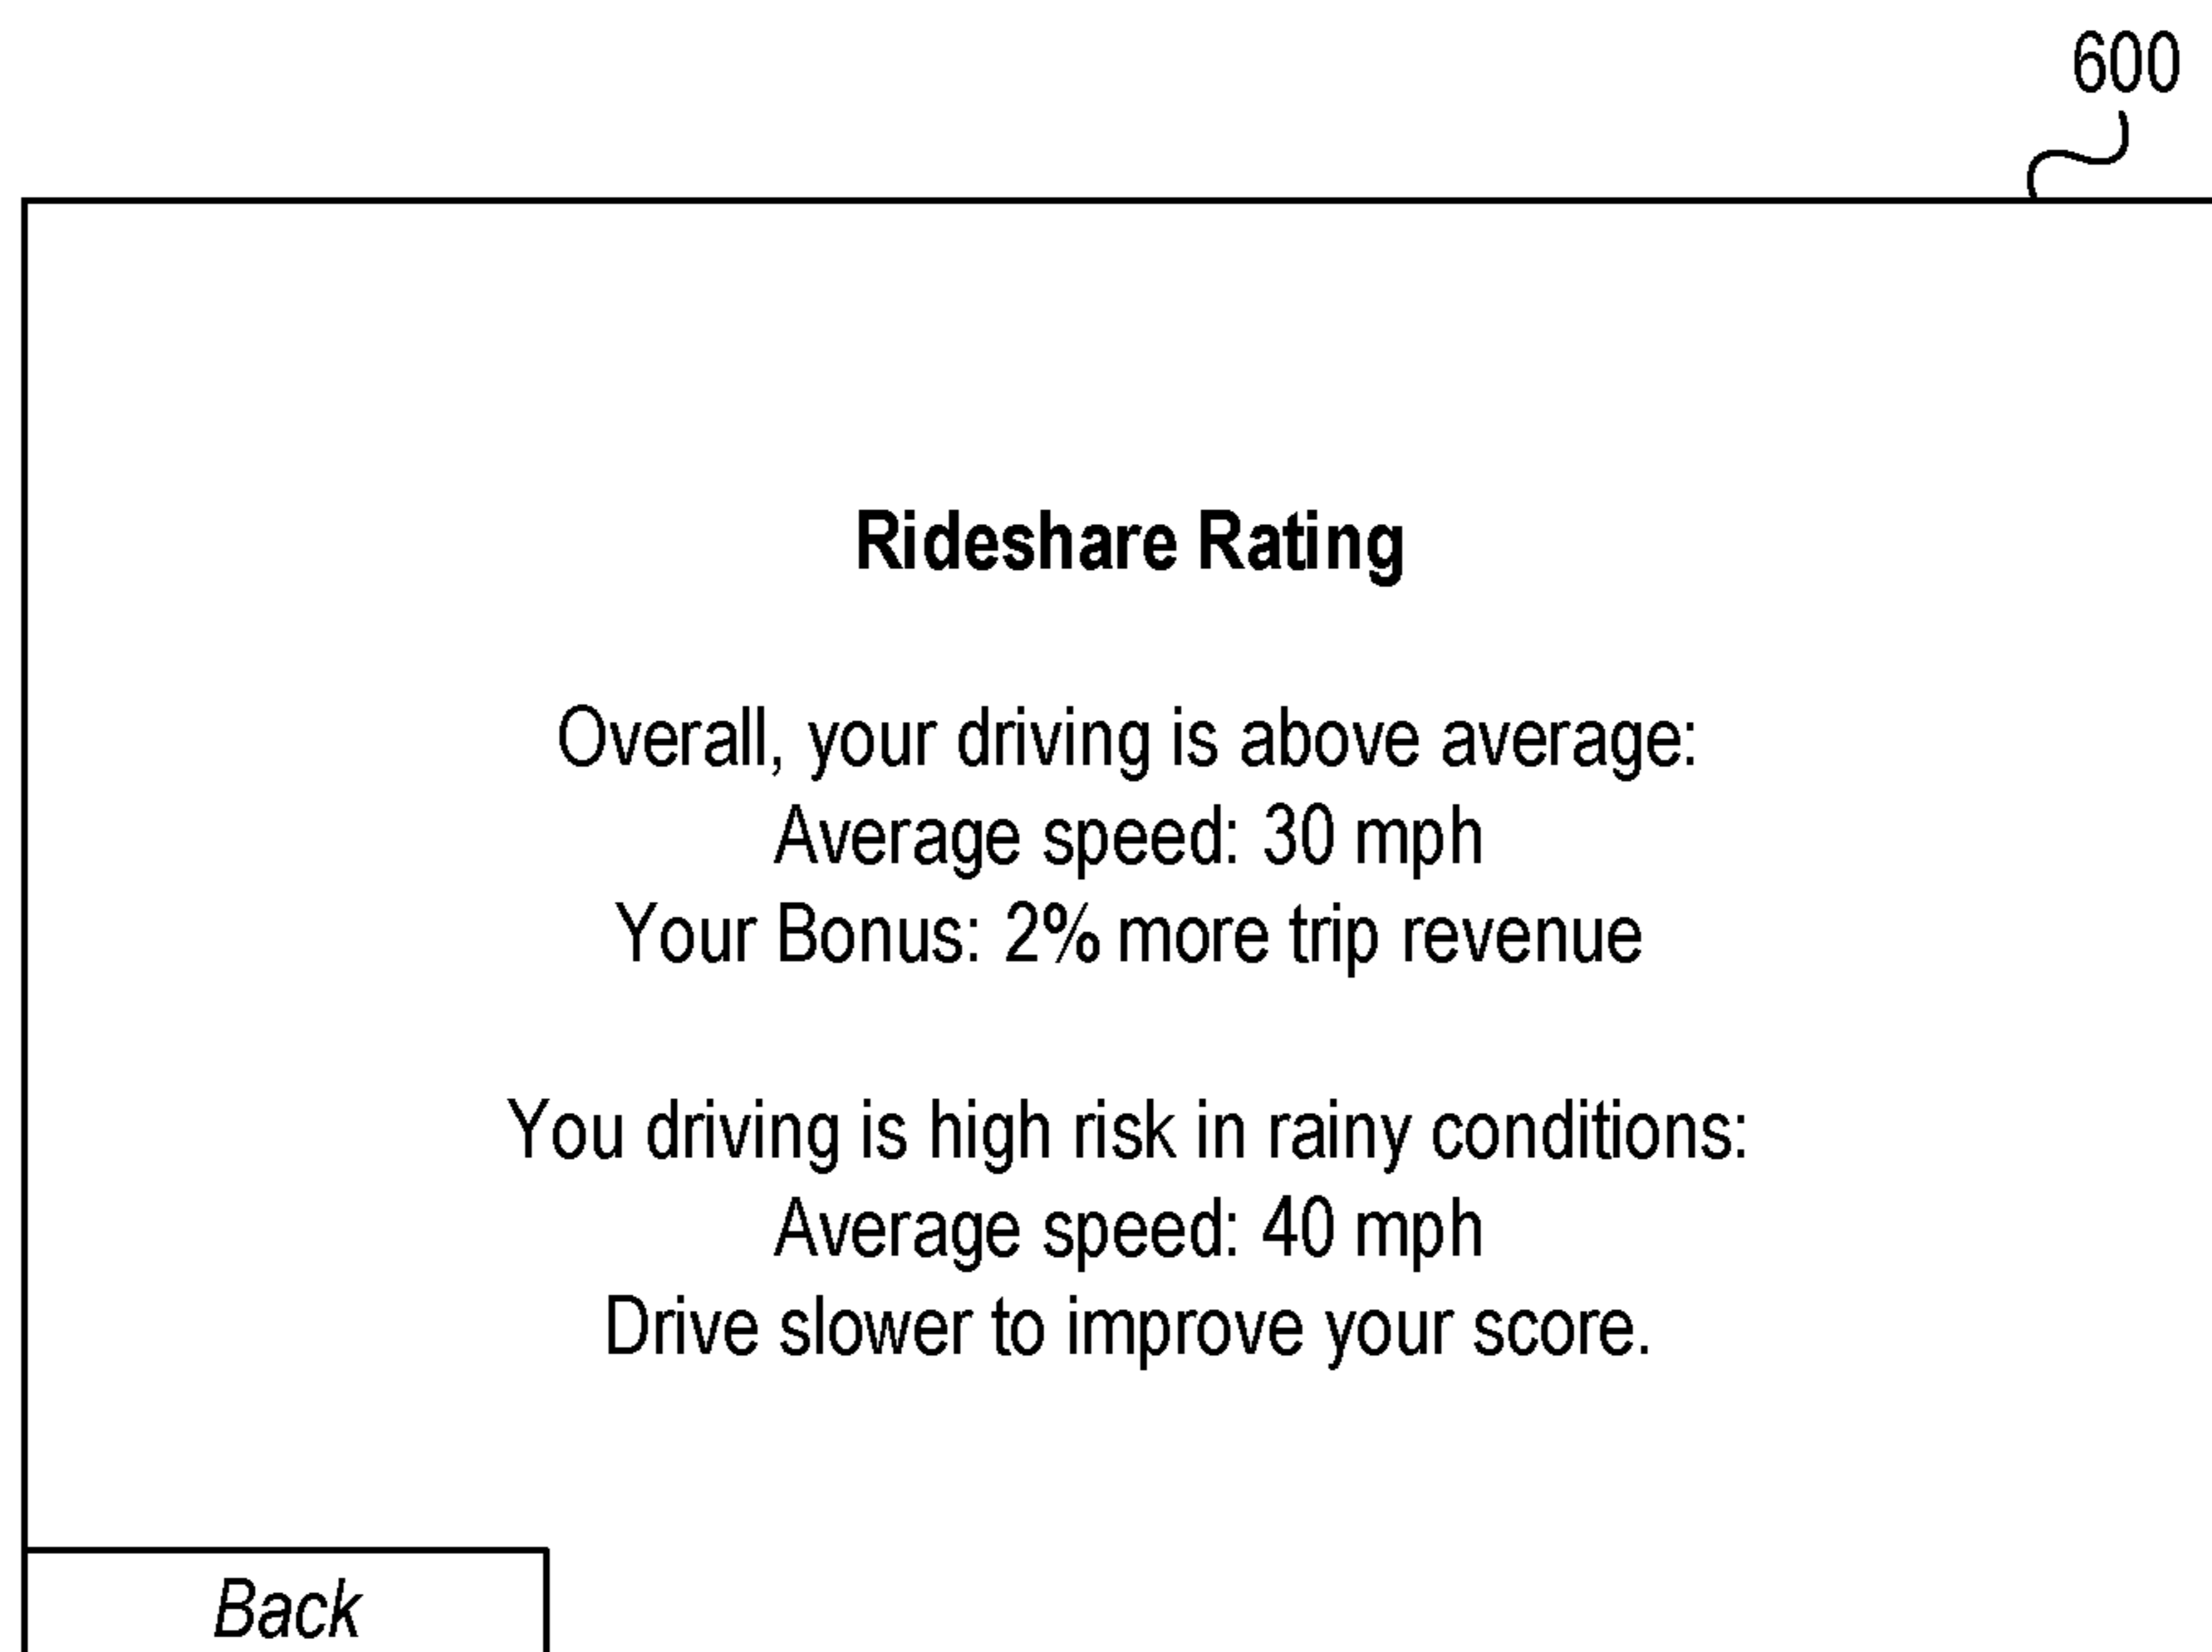 600
Rideshare Rating
Overall, your driving is above average:
Average speed: 30 mph
Your Bonus: 2% more trip revenue
You driving is high risk in rainy conditions:
Average speed: 40 mph
Drive slower to improve your score.
Back